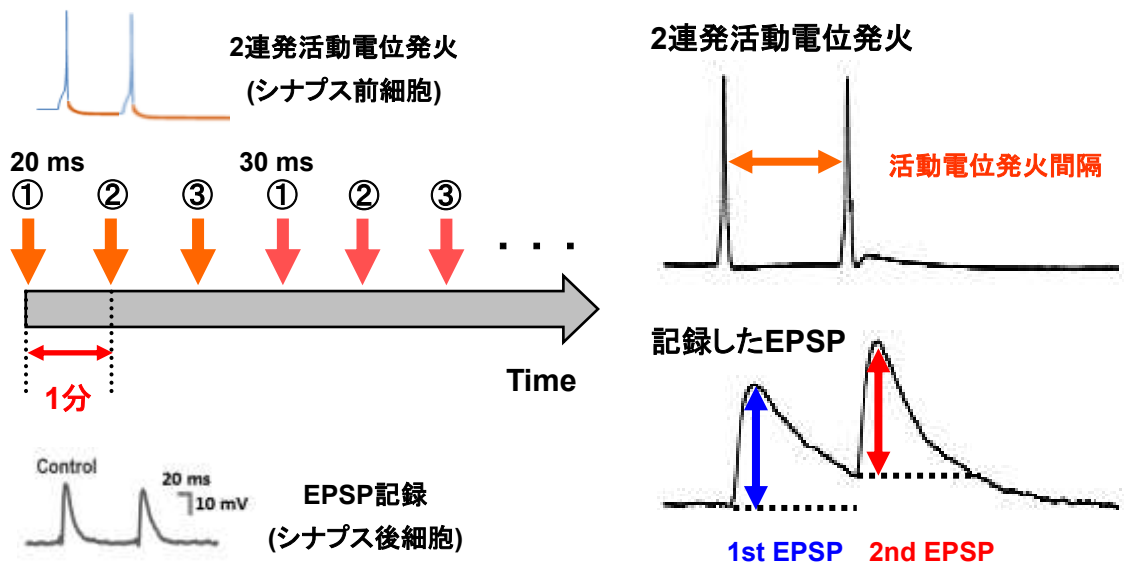 2連発活動電位発火
(シナプス前細胞)
20 ms
30 ms
① ② ③ ① ② ③
・・・
1分
Time
Control
20 ms
10 mV
EPSP記録
(シナプス後細胞)
2連発活動電位発火
活動電位発火間隔
記録したEPSP
1st EPSP
2nd EPSP